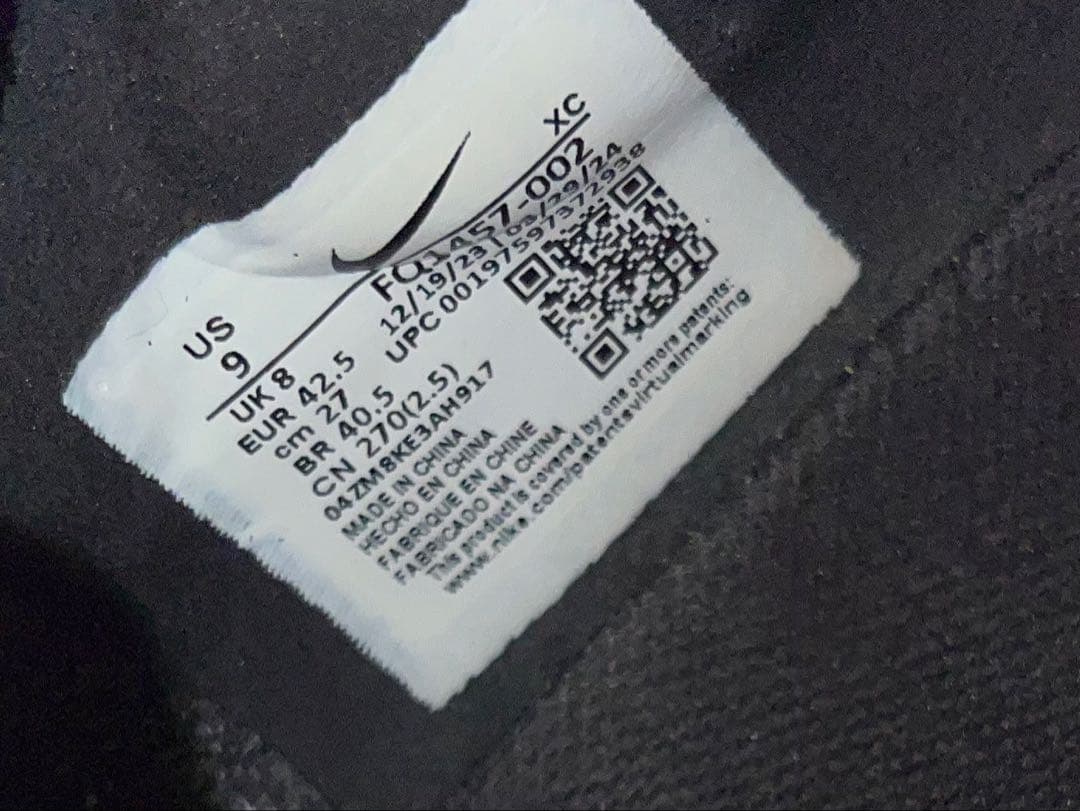 XC
US
9
FQ1457-002
12/19/23 | 03/29/24
UPC 00197597372938
UK 8
EUR 42.5
cm 27
BR 40.5
CN 270(2.5)
04ZM8KE3AH917
MADE IN CHINA
HECHO EN CHINA
FABRIQUE EN CHINE
FABRICADO NA CHINA
This product is covered by one or more patents:
www.nike.com/patentsvirtualmarking